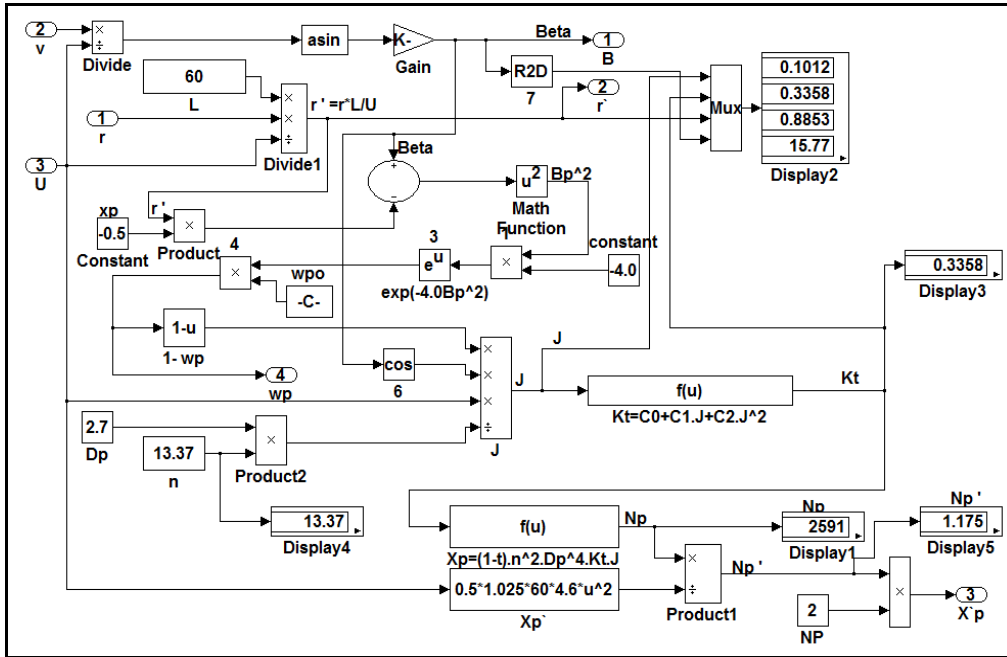 2
v
×
÷
Divide
asin
K-
Gain
Beta
1
B
60
L
R2D
7
2
r`
Mux
0.1012
0.3358
0.8853
15.77
Display2
1
r
×
×
÷
Divide1
r ' =r*L/U
3
U
Beta
+
-
u²
Bp^2
Math
Function
xp
-0.5
Constant
r '
×
Product
4
×
wpo
-C-
3
e^u
exp(-4.0Bp^2)
1
×
constant
-4.0
0.3358
Display3
1-u
1- wp
4
wp
cos
6
×
×
×
÷
J
J
J
f(u)
Kt=C0+C1.J+C2.J^2
Kt
2.7
Dp
13.37
n
×
Product2
13.37
Display4
f(u)
Xp=(1-t).n^2.Dp^4.Kt.J
Np
Np
2591
Display1
Np '
1.175
Display5
0.5*1.025*60*4.6*u^2
Xp`
×
÷
Product1
Np '
2
NP
×
3
X`p